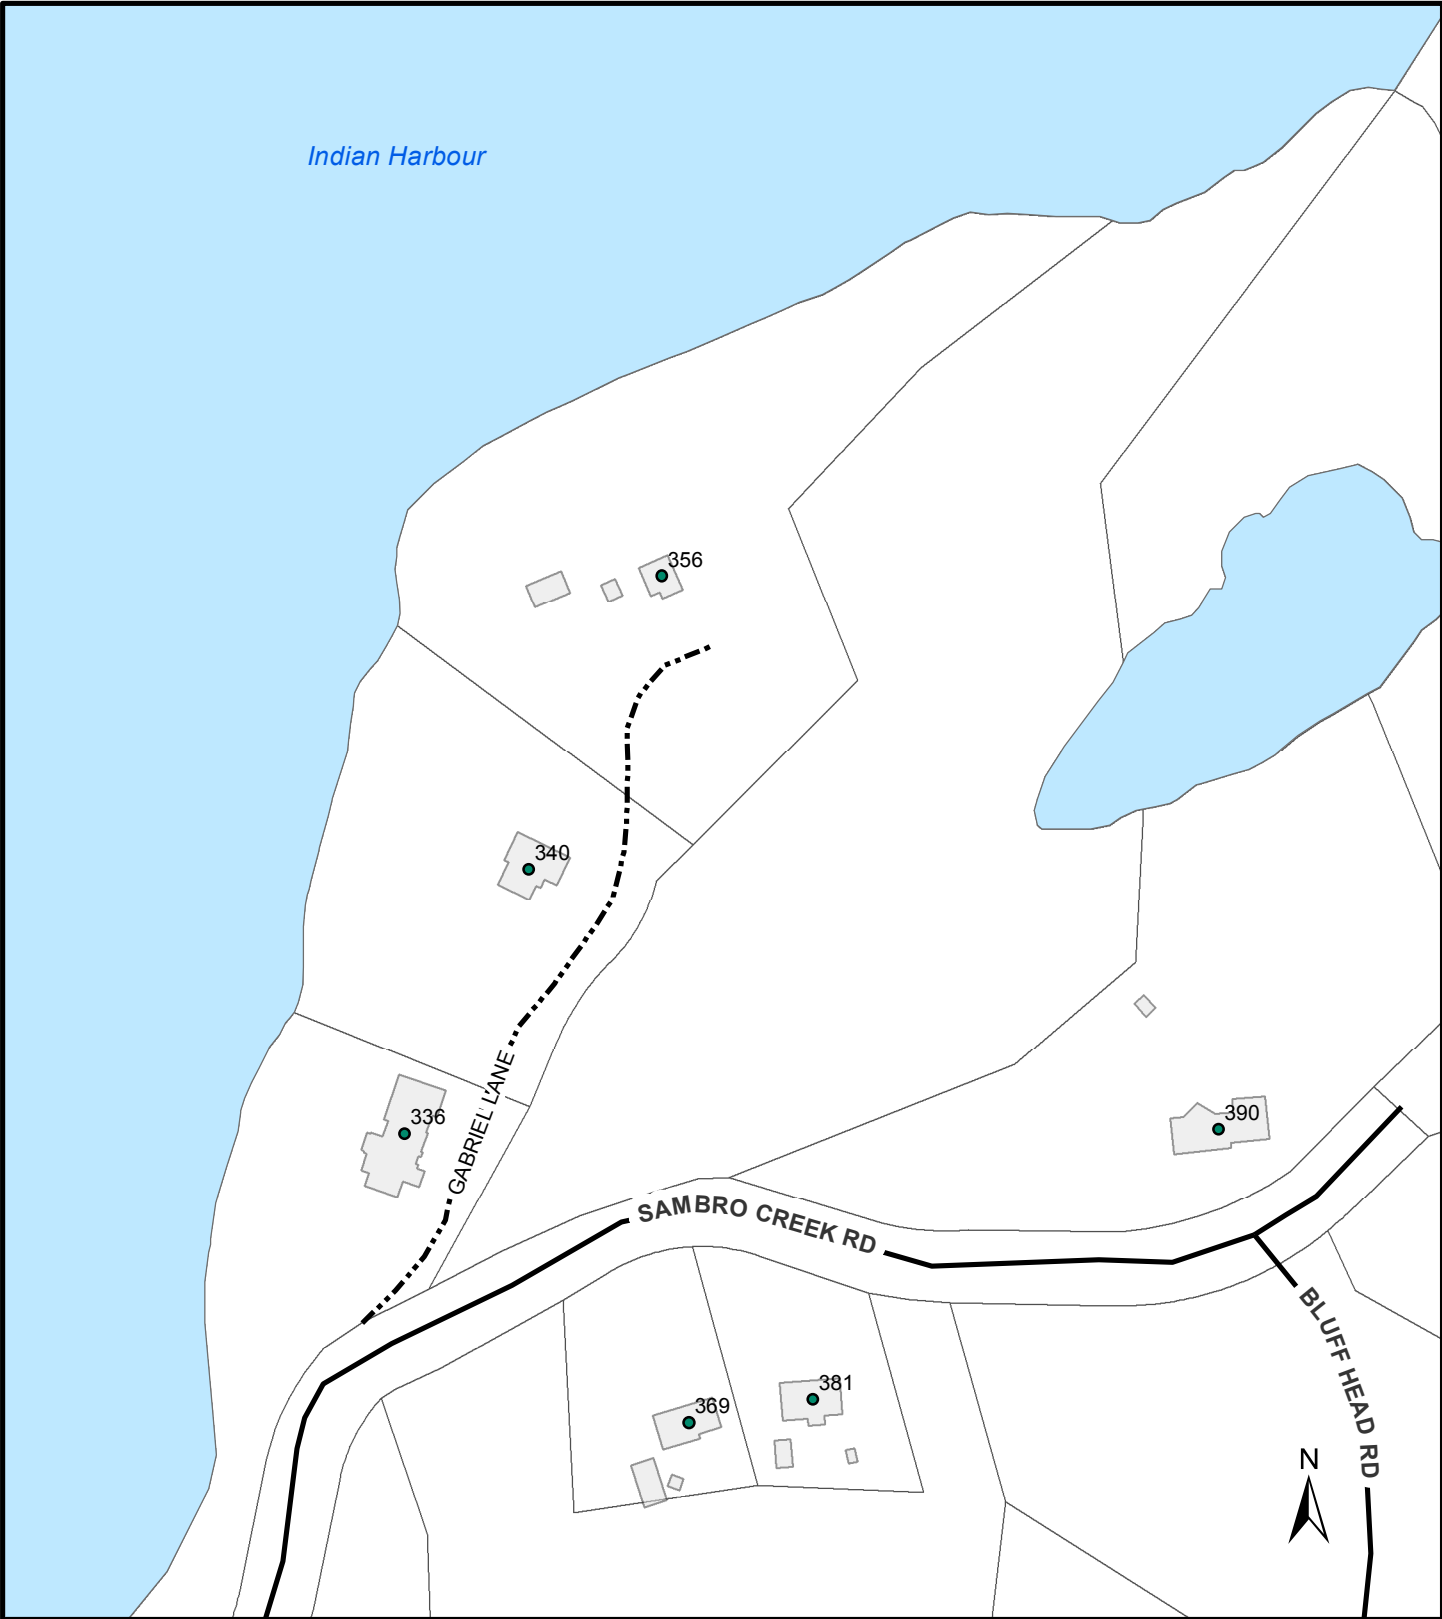 Indian Harbour
356
340
336
GABRIEL LANE
390
SAMBRO CREEK RD
BLUFF HEAD RD
381
369
N